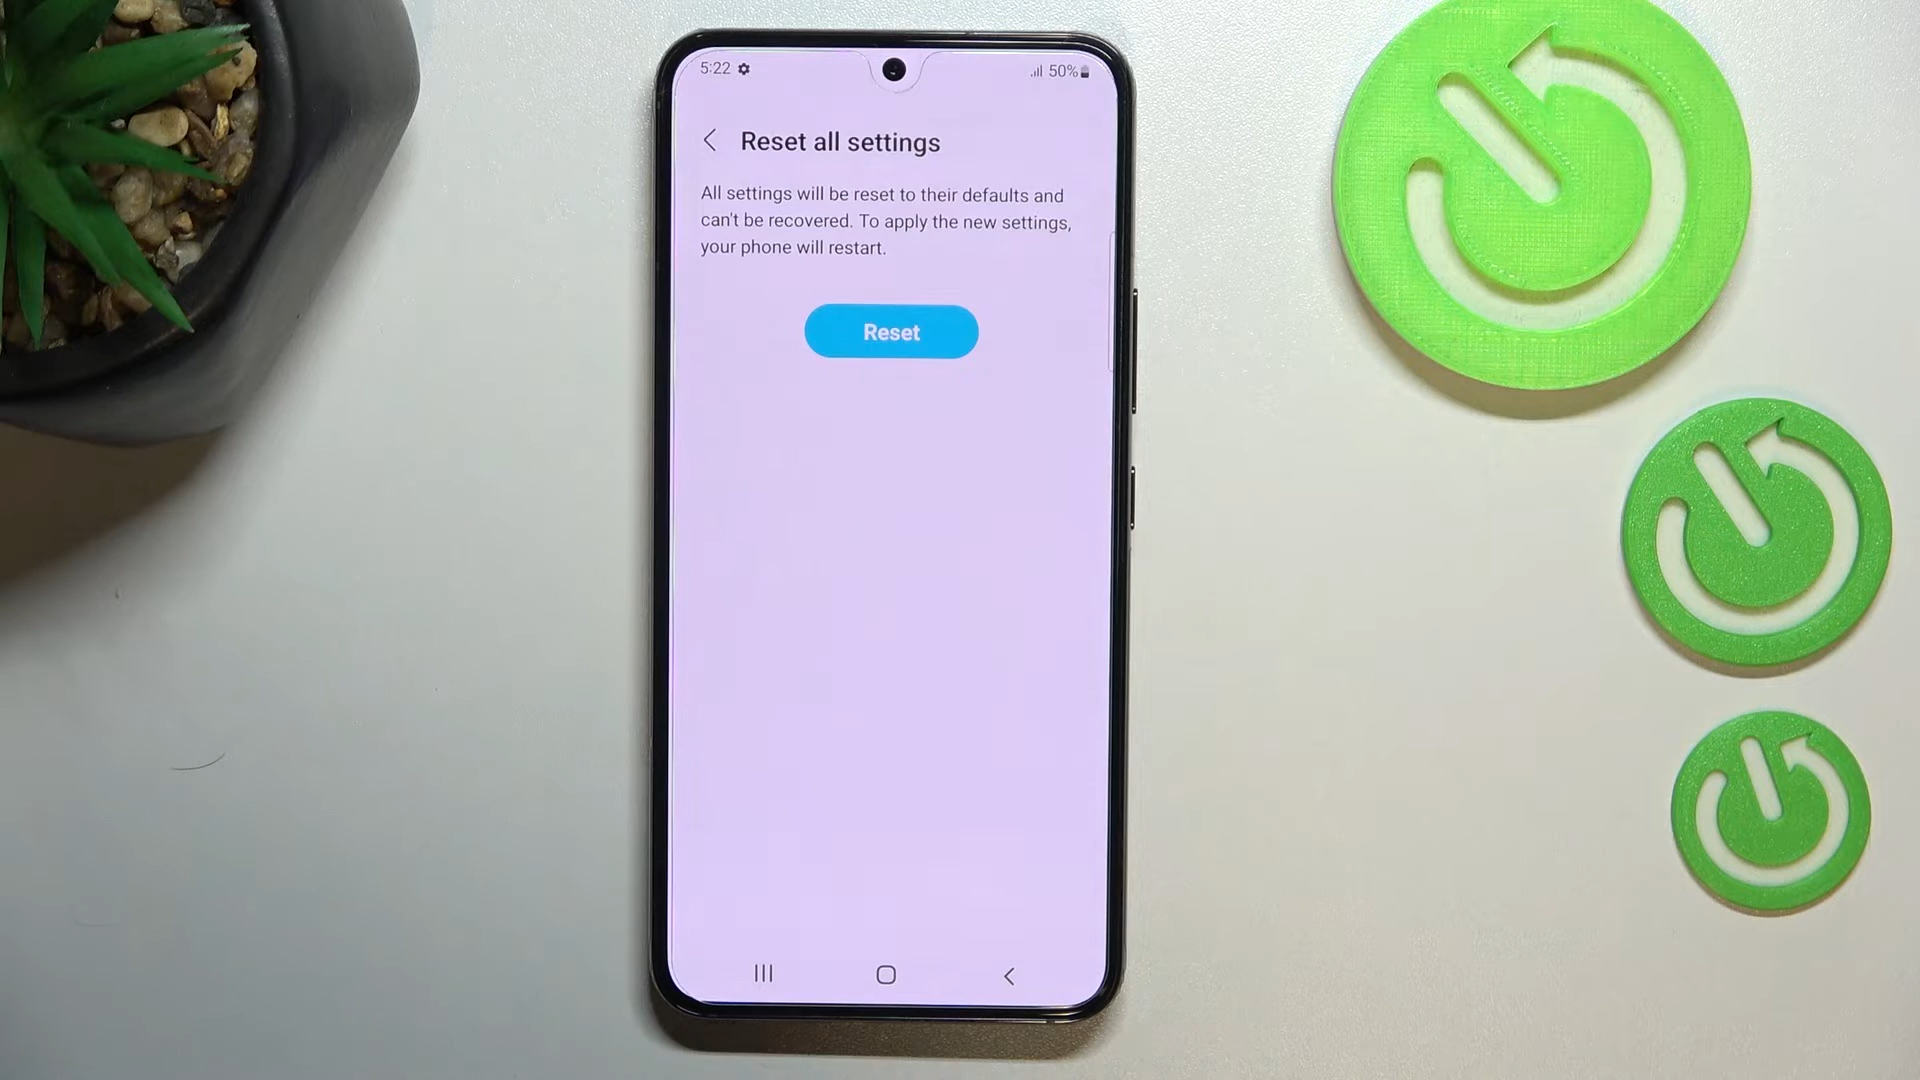 5:22 50%
Reset all settings
All settings will be reset to their defaults and
can't be recovered. To apply the new settings,
your phone will restart.
Reset